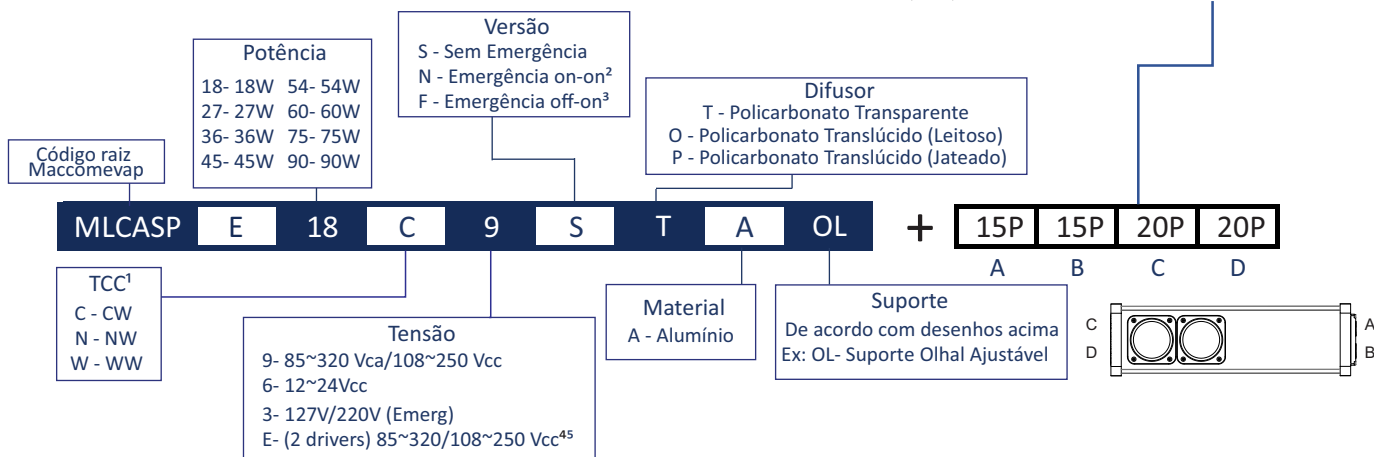 Versão
S - Sem Emergência
N - Emergência on-on²
F - Emergência off-on³
Potência
18- 18W 54- 54W
27- 27W 60- 60W
36- 36W 75- 75W
45- 45W 90- 90W
Difusor
T - Policarbonato Transparente
O - Policarbonato Translúcido (Leitoso)
P - Policarbonato Translúcido (Jateado)
Código raiz
Maccomevap
MLCASP E 18 C 9 S T A OL + 15P 15P 20P 20P
A B C D
TCC¹
C - CW
N - NW
W - WW
Tensão
9- 85~320 Vca/108~250 Vcc
6- 12~24Vcc
3- 127V/220V (Emerg)
E- (2 drivers) 85~320/108~250 Vcc⁴⁵
Material
A - Alumínio
Suporte
De acordo com desenhos acima
Ex: OL- Suporte Olhal Ajustável
C A
D B